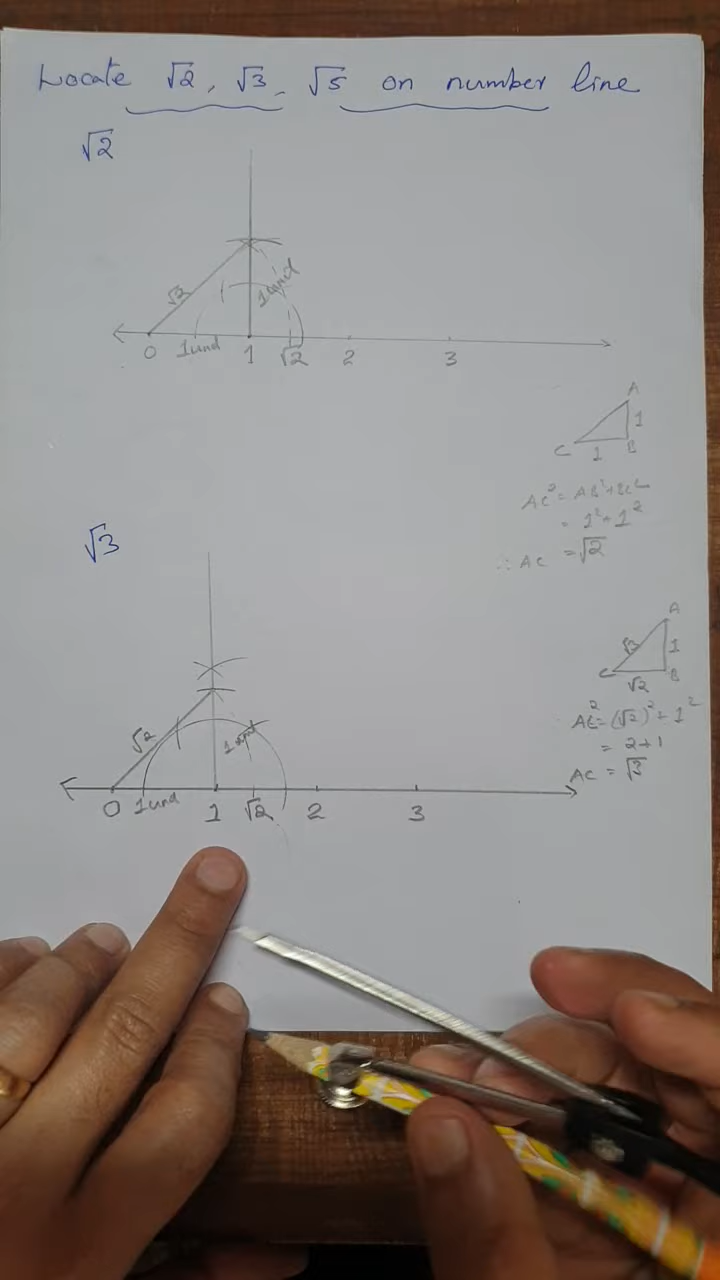 Locate √2, √3, √5 on number line
√2
√2
1 unit
0 1 unit 1 √2 2 3
A
1
C 1 B
AC² = AB² + BC²
= 1² + 1²
∴ AC = √2
√3
A
√3 1
C √2 B
AC² = (√2)² + 1²
= 2+1
AC = √3
√2
1 unit
0 1 unit 1 √2 2 3